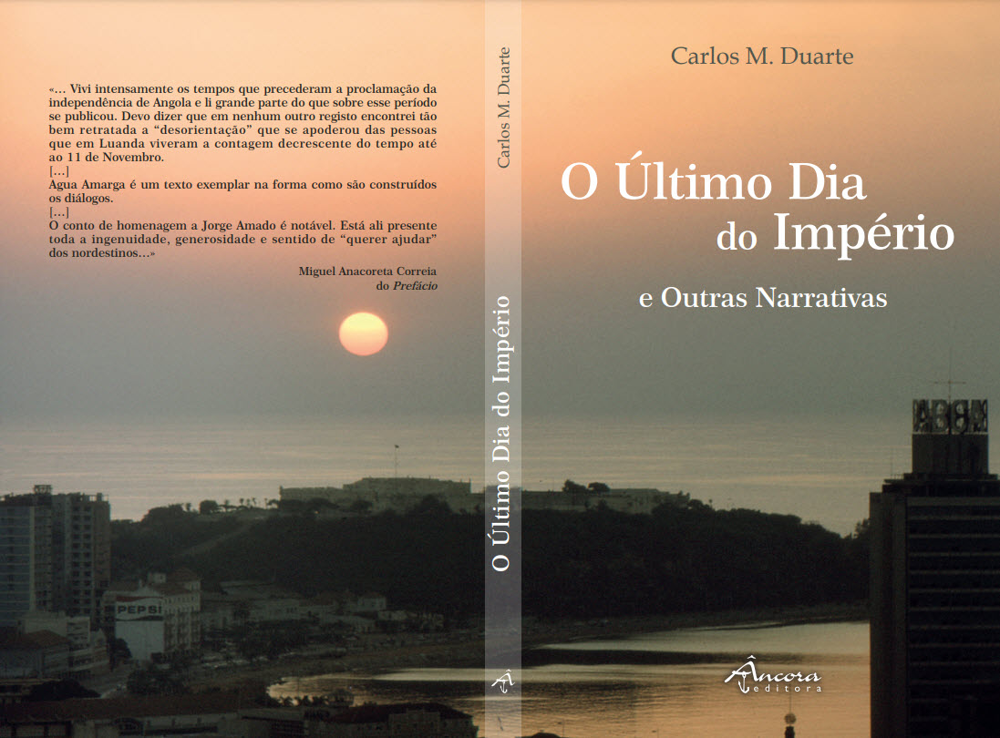 «... Vivi intensamente os tempos que precederam a proclamação da
independência de Angola e li grande parte do que sobre esse período
se publicou. Devo dizer que em nenhum outro registo encontrei tão
bem retratada a “desorientação” que se apoderou das pessoas
que em Luanda viveram a contagem decrescente do tempo até
ao 11 de Novembro.
[...]
Agua Amarga é um texto exemplar na forma como são construídos
os diálogos.
[...]
O conto de homenagem a Jorge Amado é notável. Está ali presente
toda a ingenuidade, generosidade e sentido de “querer ajudar”
dos nordestinos...»
Miguel Anacoreta Correia
do Prefácio
PEPSI
Carlos M. Duarte
O Último Dia do Império
Carlos M. Duarte
O Último Dia
do Império
e Outras Narrativas
Âncora
editora